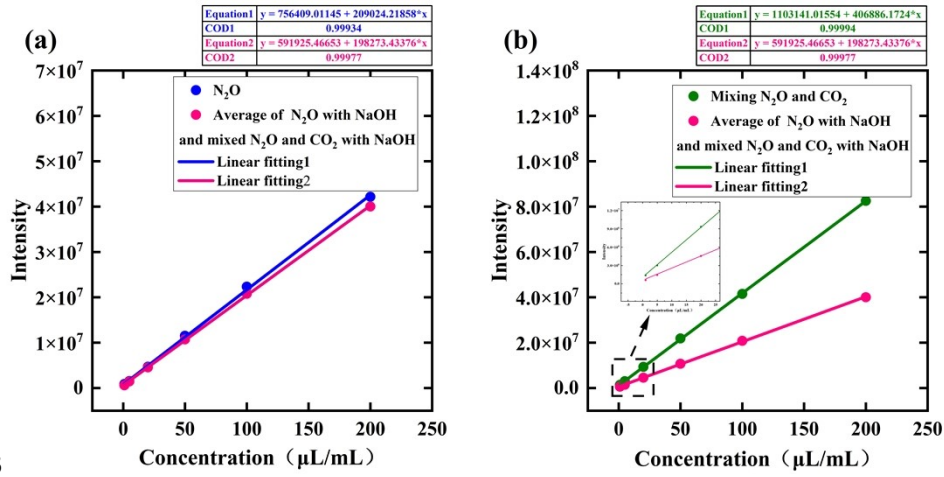 Equation1 y = 756409.01145 + 209024.21858*x
COD1 0.99934
Equation2 y = 591925.46653 + 198273.43376*x
COD2 0.99977
(a)
7×10⁷
6×10⁷
5×10⁷
4×10⁷
3×10⁷
2×10⁷
1×10⁷
0
Intensity
N₂O
Average of N₂O with NaOH
and mixed N₂O and CO₂ with NaOH
Linear fitting1
Linear fitting2
0 50 100 150 200 250
Concentration（μL/mL）
Equation1 y = 1103141.01554 + 406886.1724*x
COD1 0.99994
Equation2 y = 591925.46653 + 198273.43376*x
COD2 0.99977
(b)
1.4×10⁸
1.2×10⁸
1.0×10⁸
8.0×10⁷
6.0×10⁷
4.0×10⁷
2.0×10⁷
0.0
Intensity
Mixing N₂O and CO₂
Average of N₂O with NaOH
and mixed N₂O and CO₂ with NaOH
Linear fitting1
Linear fitting2
Intensity
Concentration（μL/mL）
0 50 100 150 200 250
Concentration（μL/mL）